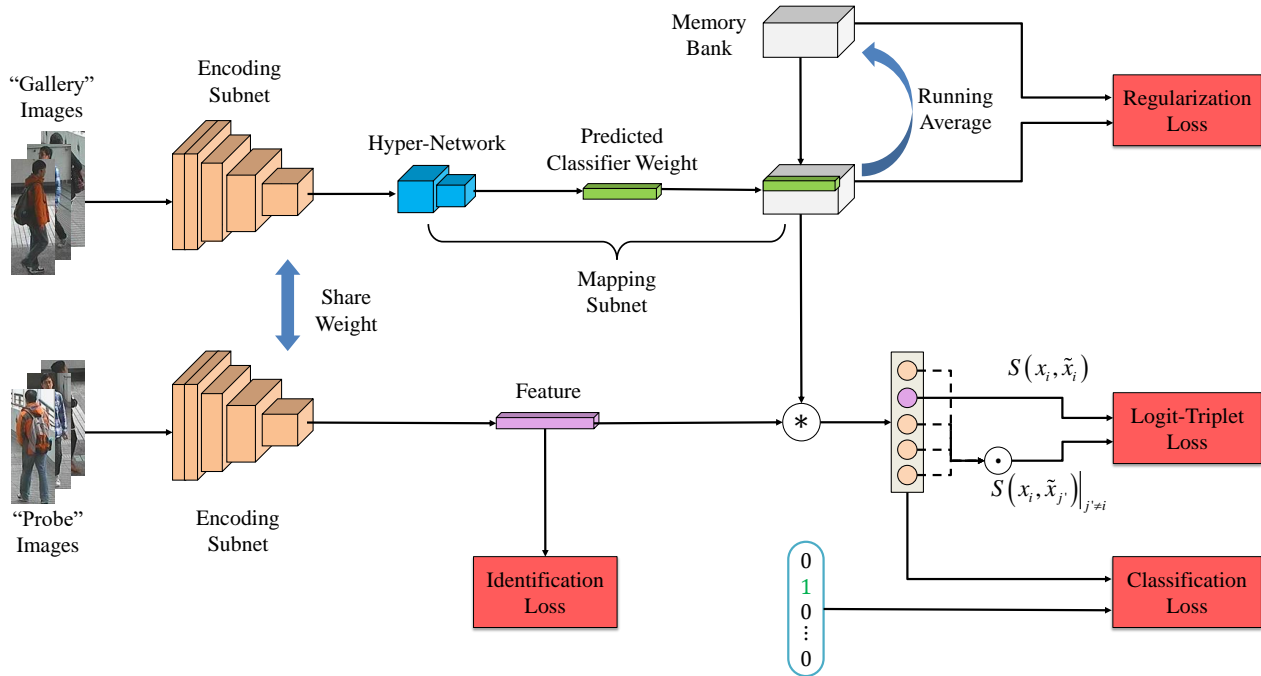 Memory
Bank
“Gallery”
Images
Encoding
Subnet
Running
Average
Regularization
Loss
Hyper-Network
Predicted
Classifier Weight
Mapping
Subnet
Share
Weight
Feature
S(x_i, x̃_i)
*
Logit-Triplet
Loss
S(x_i, x̃_{j'})|_{j'≠i}
“Probe”
Images
Encoding
Subnet
Identification
Loss
0
1
0
⋮
0
Classification
Loss